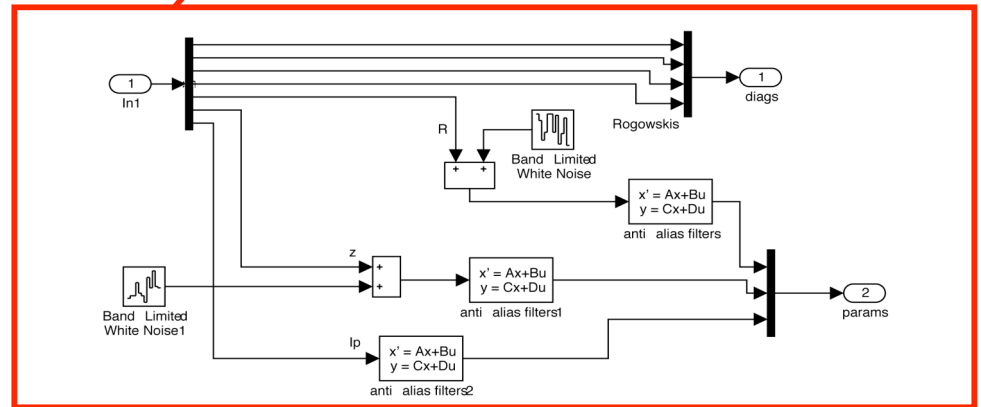 1
In1
1
diags
Rogowskis
R
+ +
Band Limited
White Noise
x' = Ax+Bu
y = Cx+Du
anti alias filters
z
+
+
x' = Ax+Bu
y = Cx+Du
anti alias filters1
Band Limited
White Noise1
2
params
Ip
x' = Ax+Bu
y = Cx+Du
anti alias filters2